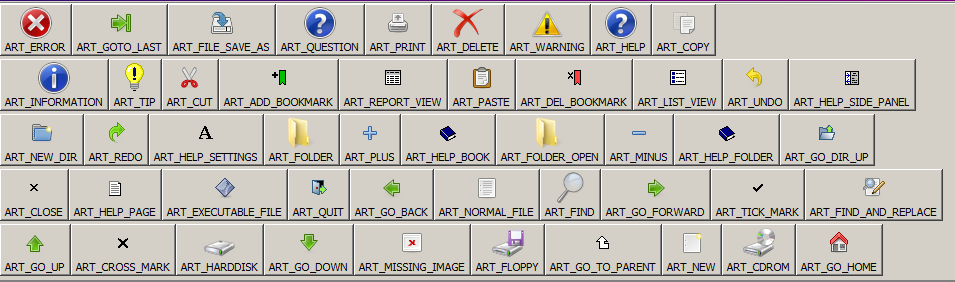 ART_ERROR ART_GOTO_LAST ART_FILE_SAVE_AS ART_QUESTION ART_PRINT ART_DELETE ART_WARNING ART_HELP ART_COPY
ART_INFORMATION ART_TIP ART_CUT ART_ADD_BOOKMARK ART_REPORT_VIEW ART_PASTE ART_DEL_BOOKMARK ART_LIST_VIEW ART_UNDO ART_HELP_SIDE_PANEL
ART_NEW_DIR ART_REDO ART_HELP_SETTINGS ART_FOLDER ART_PLUS ART_HELP_BOOK ART_FOLDER_OPEN ART_MINUS ART_HELP_FOLDER ART_GO_DIR_UP
ART_CLOSE ART_HELP_PAGE ART_EXECUTABLE_FILE ART_QUIT ART_GO_BACK ART_NORMAL_FILE ART_FIND ART_GO_FORWARD ART_TICK_MARK ART_FIND_AND_REPLACE
ART_GO_UP ART_CROSS_MARK ART_HARDDISK ART_GO_DOWN ART_MISSING_IMAGE ART_FLOPPY ART_GO_TO_PARENT ART_NEW ART_CDROM ART_GO_HOME